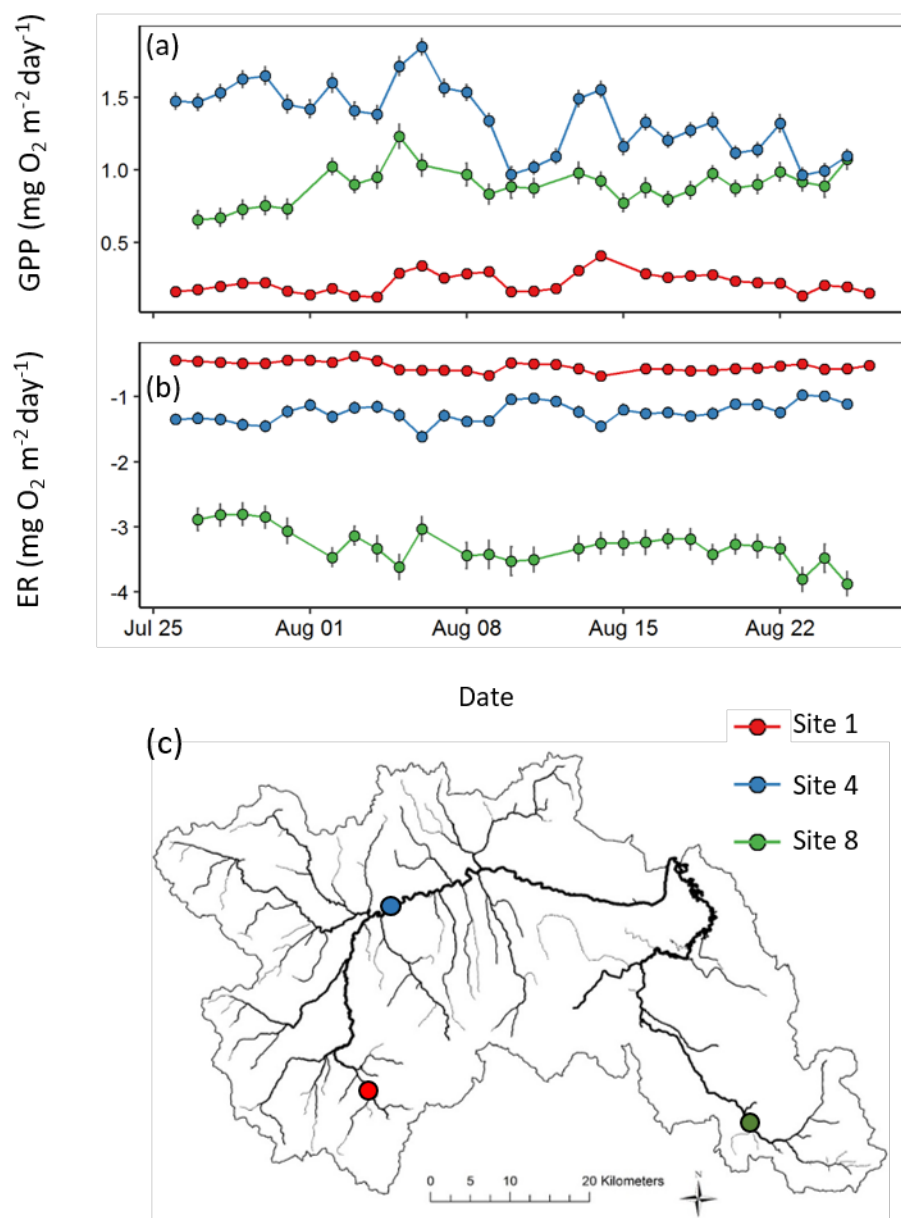 (a)
GPP (mg O₂ m⁻² day⁻¹)
1.5
1.0
0.5
(b)
ER (mg O₂ m⁻² day⁻¹)
-1
-2
-3
-4
Jul 25 Aug 01 Aug 08 Aug 15 Aug 22
Date
(c)
Site 1
Site 4
Site 8
0 5 10 20 Kilometers
N